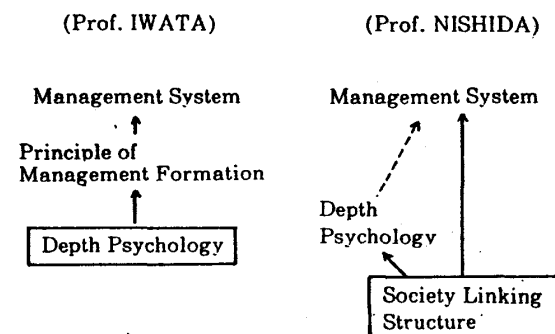 (Prof. IWATA)
Management System
Principle of
Management Formation
Depth Psychology
(Prof. NISHIDA)
Management System
Depth
Psychology
Society Linking
Structure